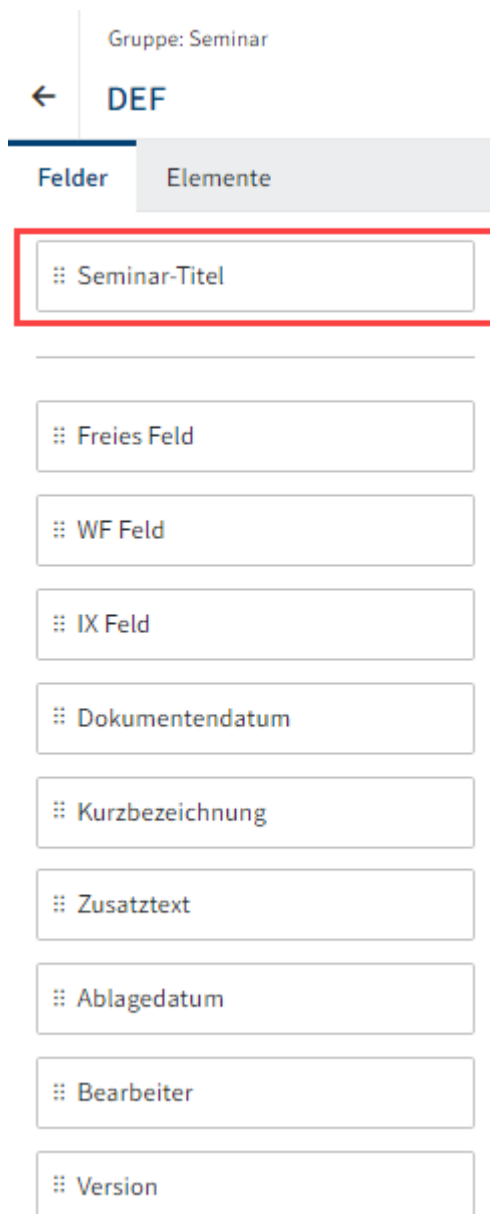 Gruppe: Seminar
DEF
Felder Elemente
Seminar-Titel
Freies Feld
WF Feld
IX Feld
Dokumentendatum
Kurzbezeichnung
Zusatztext
Ablagedatum
Bearbeiter
Version